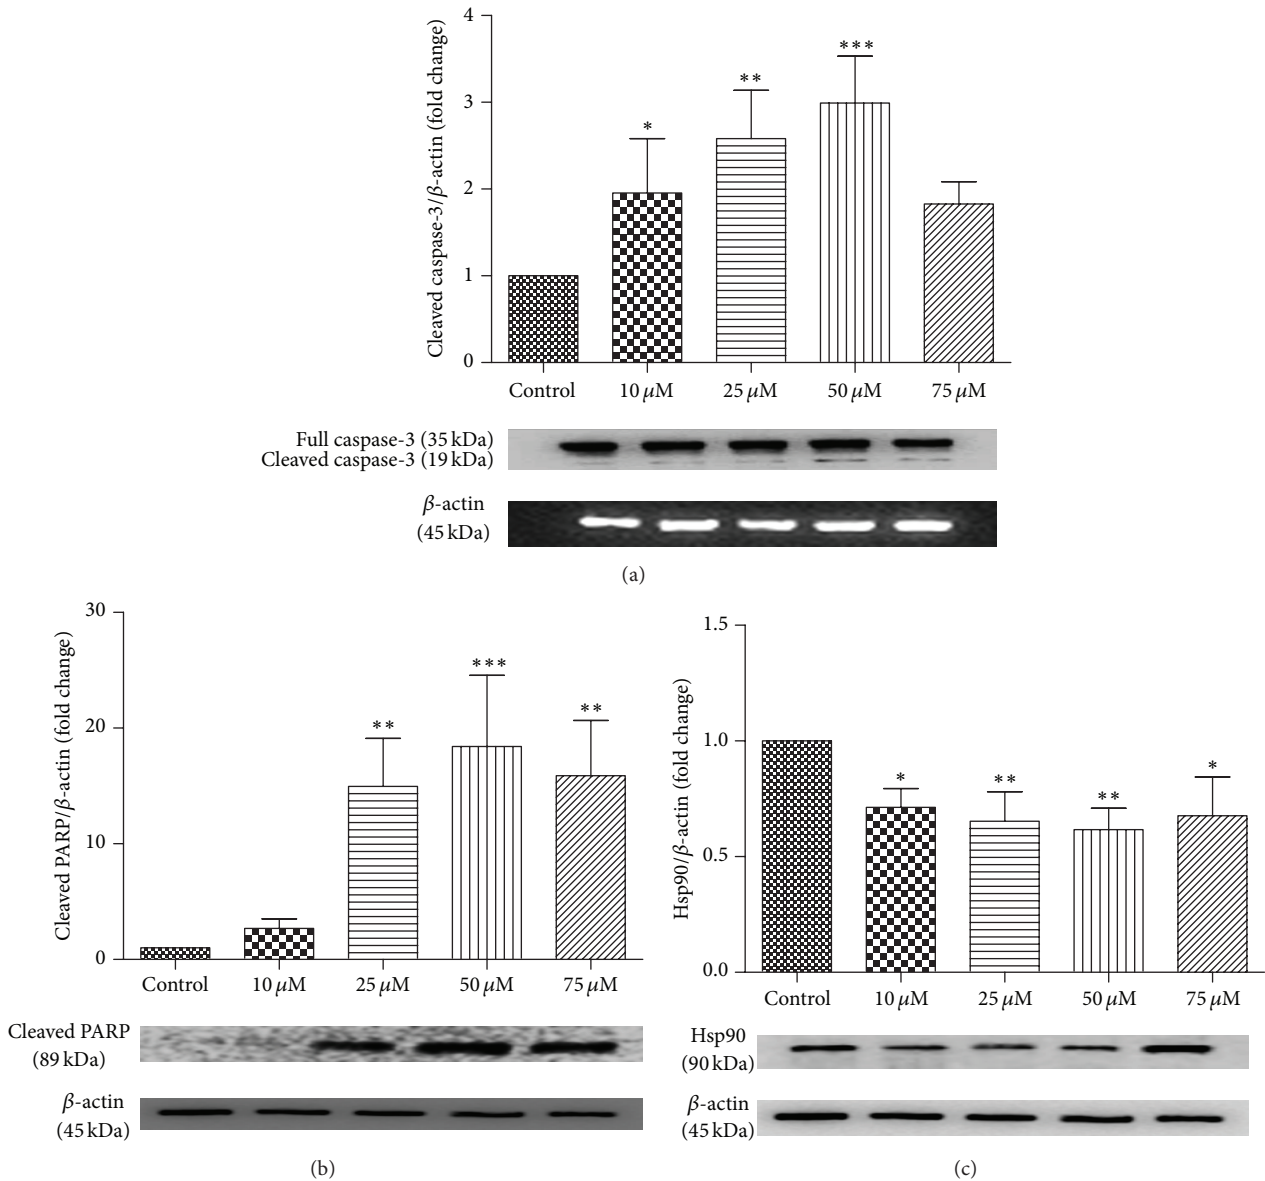 Cleaved caspase-3/β-actin (fold change)
4
3
2
1
0
*
**
***
Control 10 μM 25 μM 50 μM 75 μM
Full caspase-3 (35 kDa)
Cleaved caspase-3 (19 kDa)
β-actin
(45 kDa)
(a)
Cleaved PARP/β-actin (fold change)
30
20
10
0
**
***
**
Control 10 μM 25 μM 50 μM 75 μM
Cleaved PARP
(89 kDa)
β-actin
(45 kDa)
(b)
Hsp90/β-actin (fold change)
1.5
1.0
0.5
0.0
*
**
**
*
Control 10 μM 25 μM 50 μM 75 μM
Hsp90
(90 kDa)
β-actin
(45 kDa)
(c)